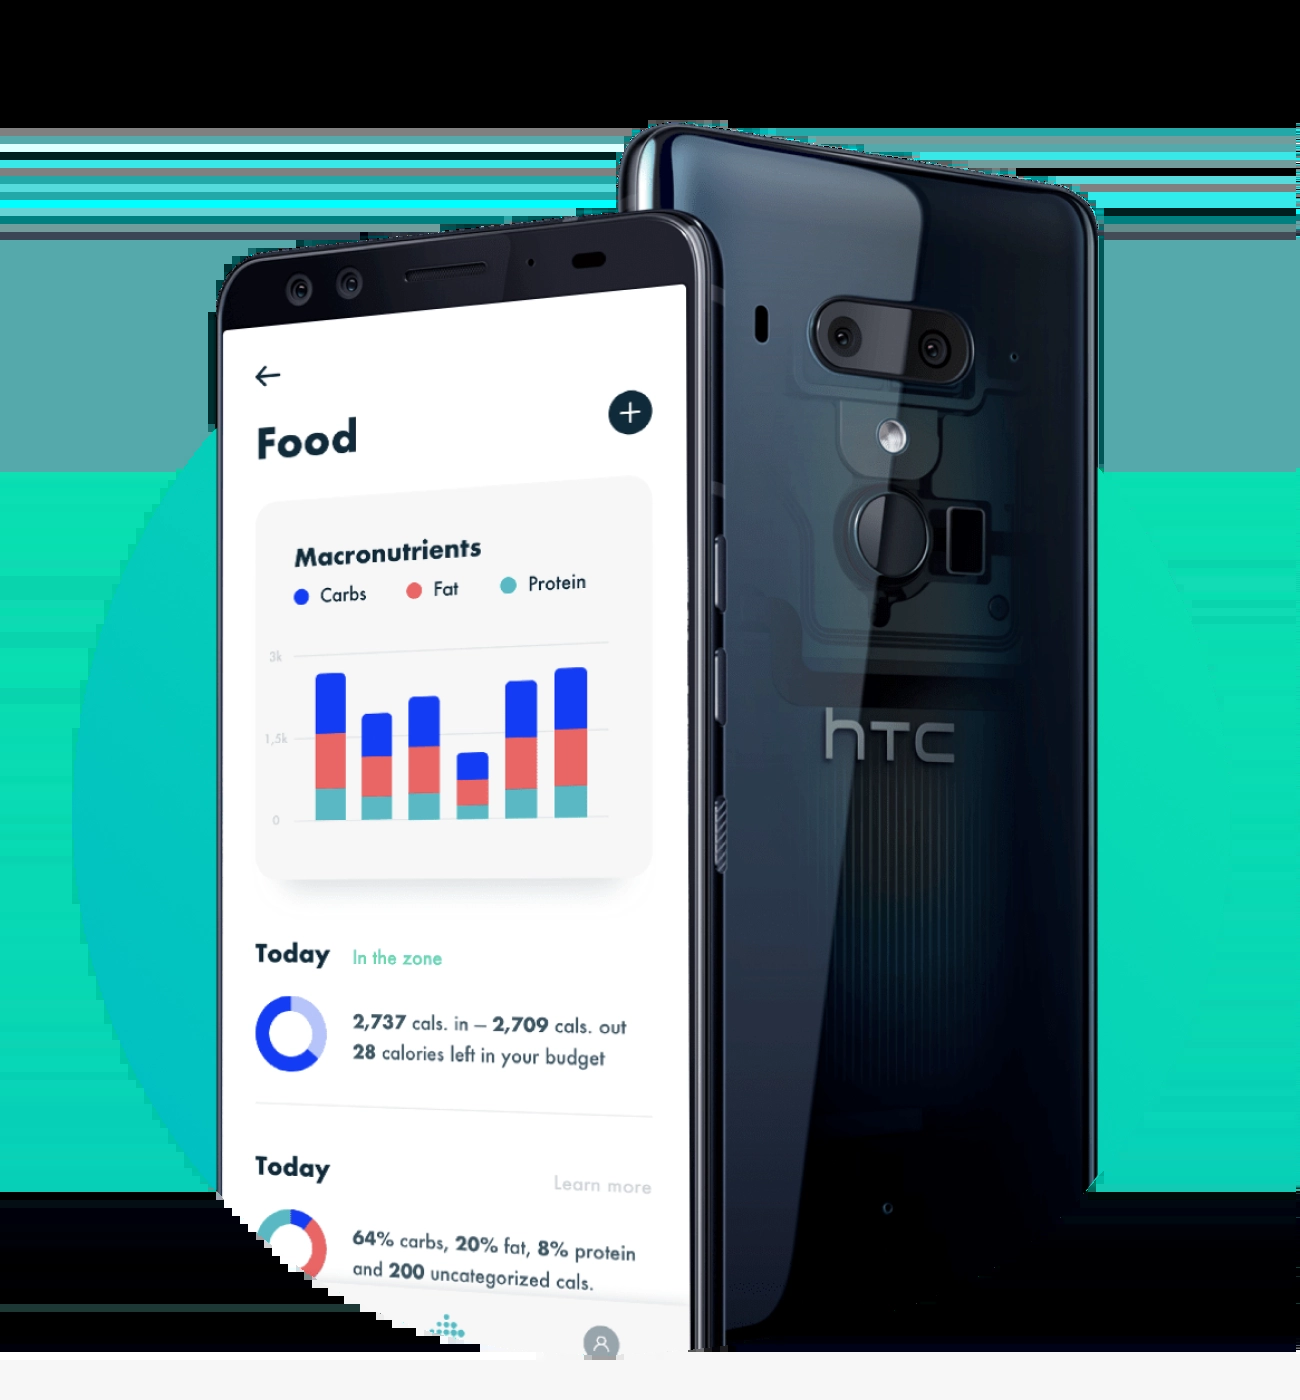 Food
Macronutrients
Carbs Fat Protein
3k
1,5k
0
Today In the zone
2,737 cals. in – 2,709 cals. out
28 calories left in your budget
Today Learn more
64% carbs, 20% fat, 8% protein
and 200 uncategorized cals.
hTC